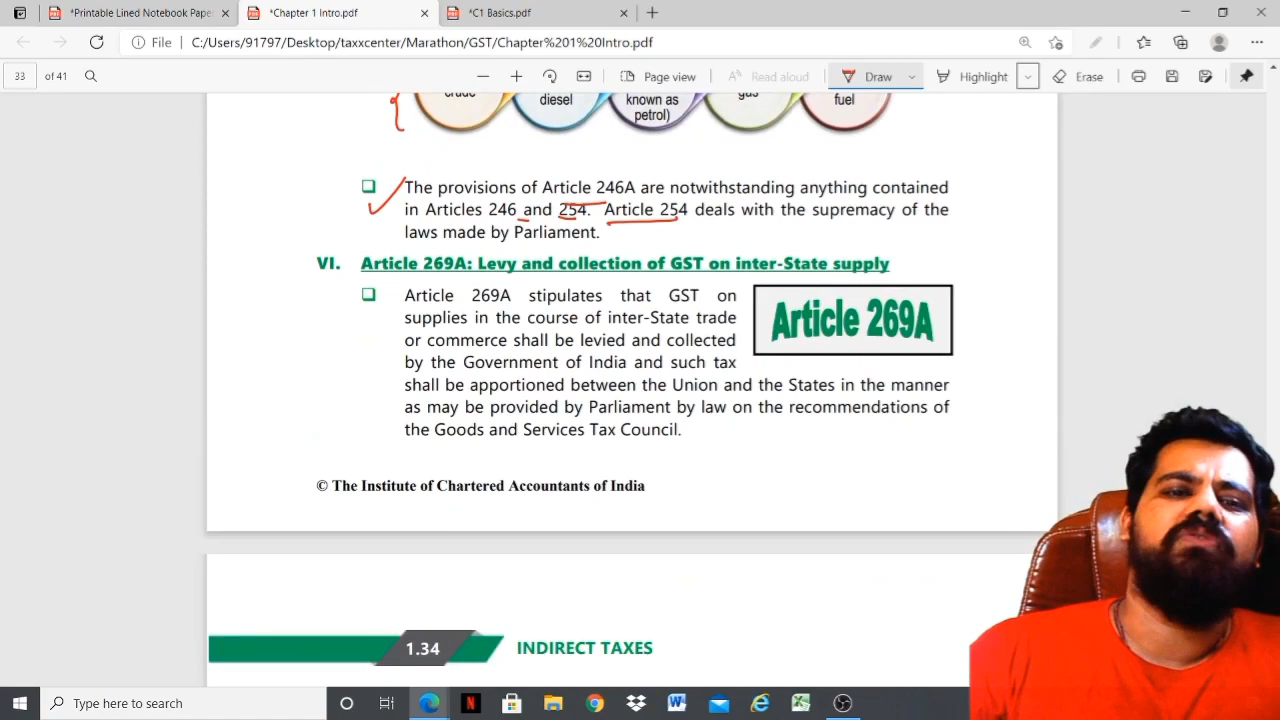 *Printable Lined Notebook Pape
*Chapter 1 Intro.pdf
*C1 Basics.pdf
File
C:/Users/91797/Desktop/taxxcenter/Marathon/GST/Chapter%201%20Intro.pdf
33 of 41
Page view
Read aloud
Draw
Highlight
Erase
crude
diesel
known as
petrol)
gas
fuel
The provisions of Article 246A are notwithstanding anything contained
in Articles 246 and 254. Article 254 deals with the supremacy of the
laws made by Parliament.
VI. Article 269A: Levy and collection of GST on inter-State supply
Article 269A stipulates that GST on
supplies in the course of inter-State trade
or commerce shall be levied and collected
by the Government of India and such tax
shall be apportioned between the Union and the States in the manner
as may be provided by Parliament by law on the recommendations of
the Goods and Services Tax Council.
Article 269A
© The Institute of Chartered Accountants of India
1.34
INDIRECT TAXES
Type here to search